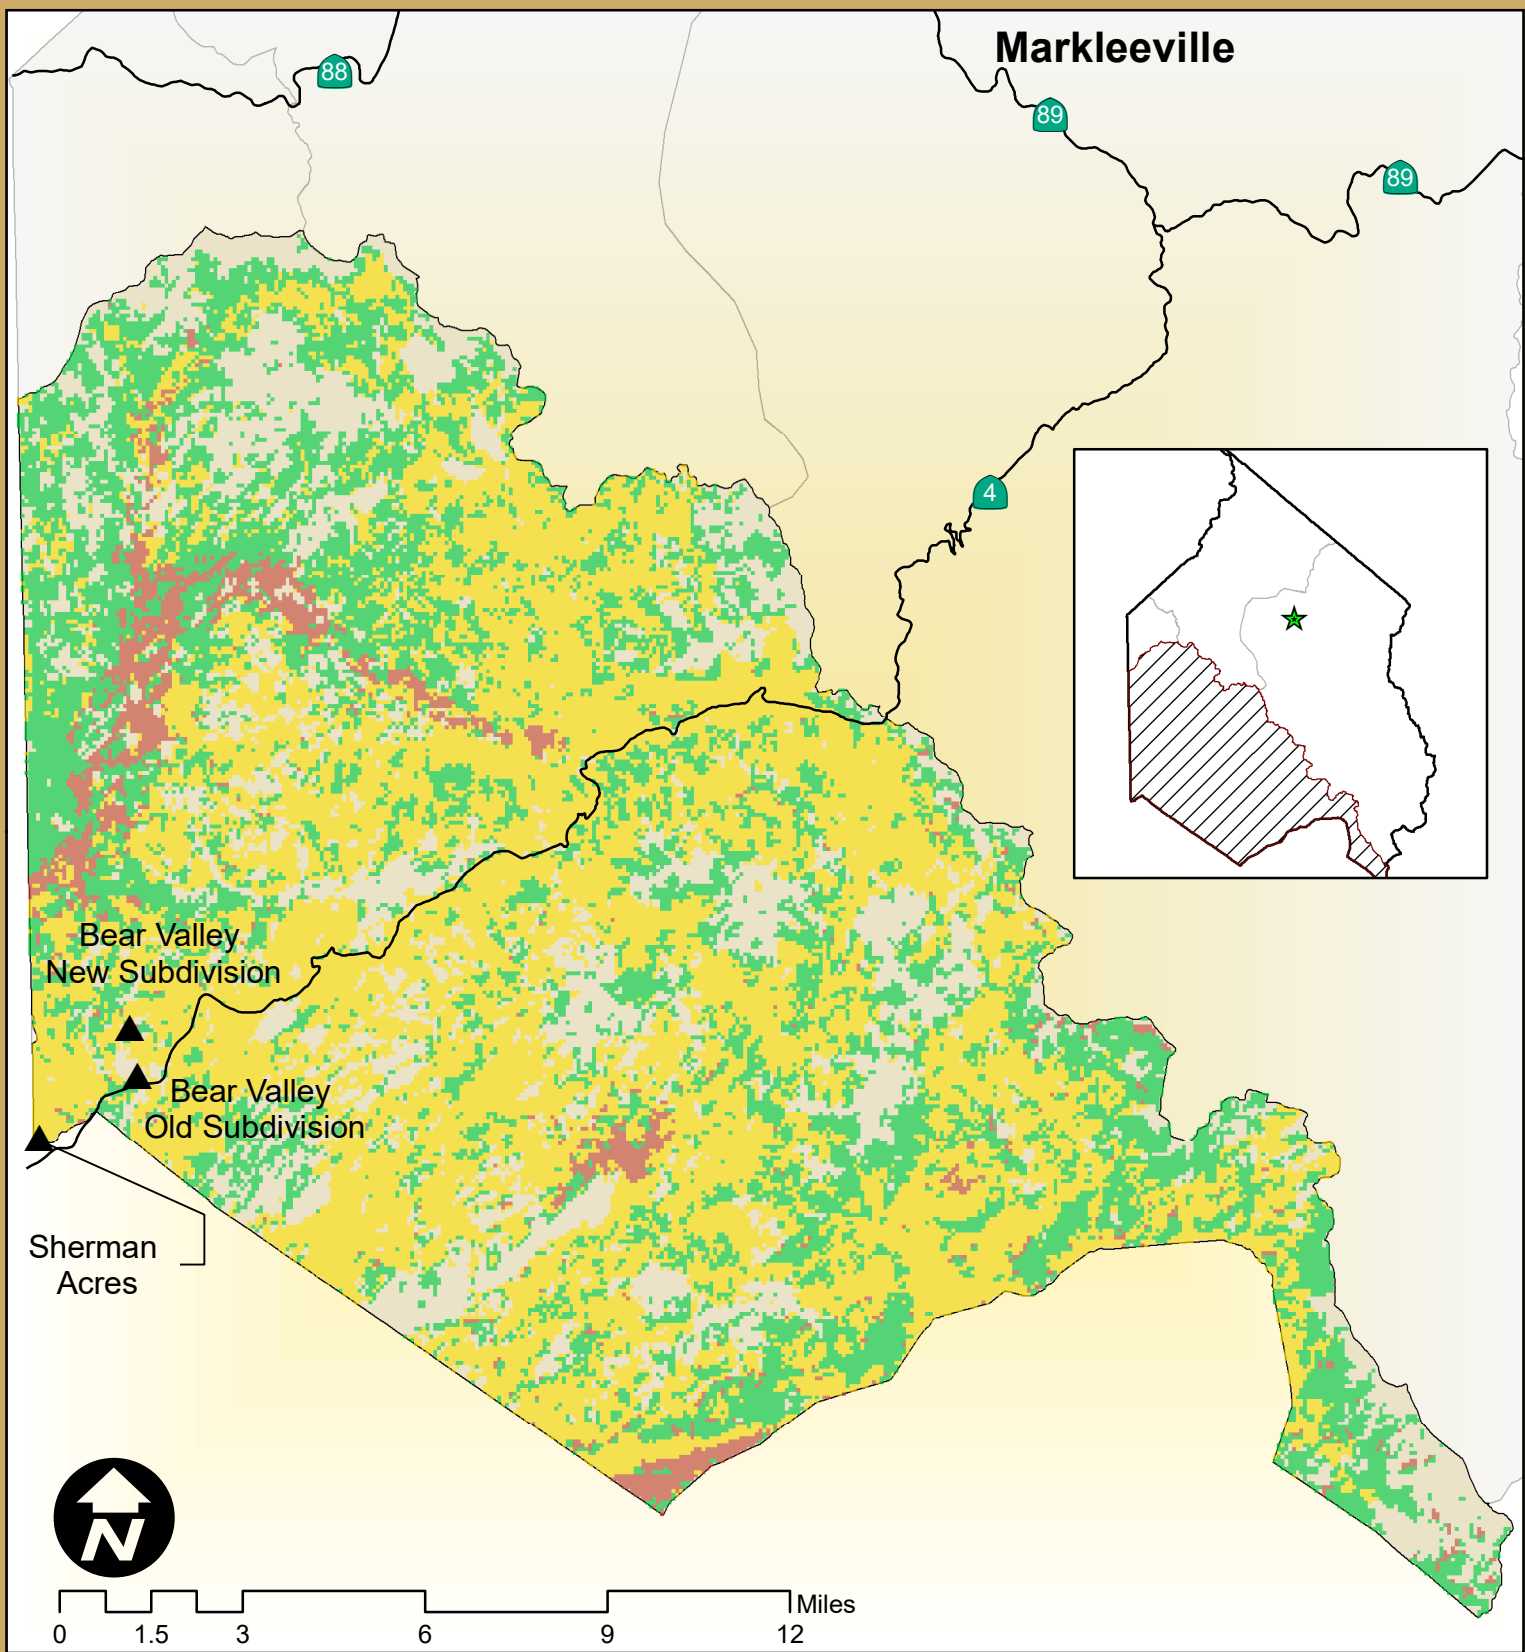 Markleeville
88
89
89
4
Bear Valley
New Subdivision
Bear Valley
Old Subdivision
Sherman
Acres
N
Miles
0 1.5 3 6 9 12